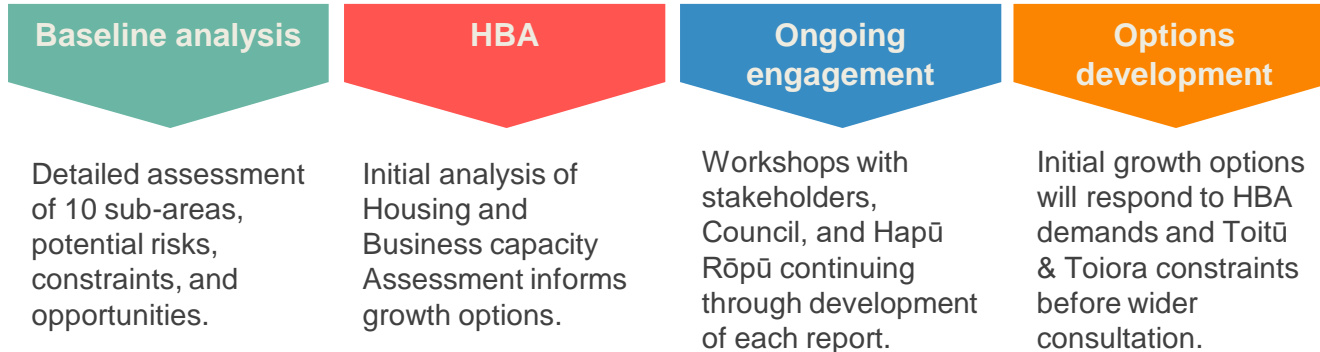 Baseline analysis
Detailed assessment
of 10 sub-areas,
potential risks,
constraints, and
opportunities.
HBA
Initial analysis of
Housing and
Business capacity
Assessment informs
growth options.
Ongoing
engagement
Workshops with
stakeholders,
Council, and Hapū
Rōpū continuing
through development
of each report.
Options
development
Initial growth options
will respond to HBA
demands and Toitū
& Toiora constraints
before wider
consultation.